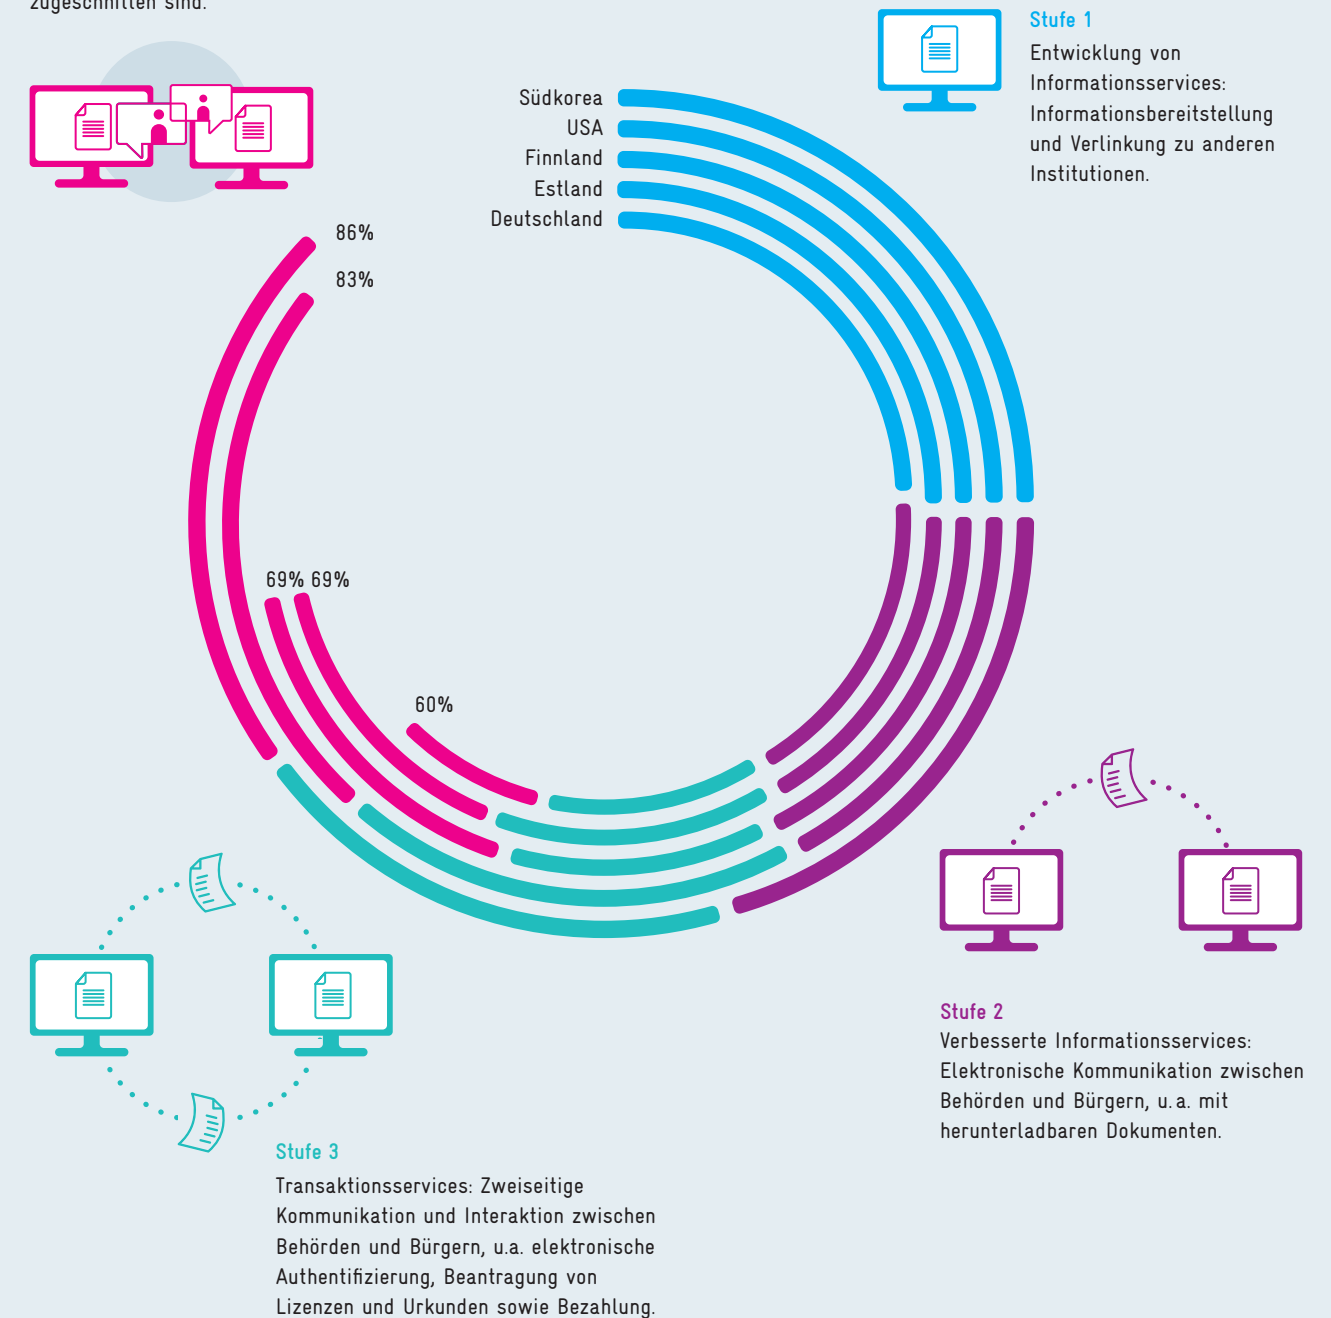 zugeschnitten sind.
Stufe 1
Entwicklung von
Informationsservices:
Informationsbereitstellung
und Verlinkung zu anderen
Institutionen.
Südkorea
USA
Finnland
Estland
Deutschland
86%
83%
69% 69%
60%
Stufe 2
Verbesserte Informationsservices:
Elektronische Kommunikation zwischen
Behörden und Bürgern, u. a. mit
herunterladbaren Dokumenten.
Stufe 3
Transaktionsservices: Zweiseitige
Kommunikation und Interaktion zwischen
Behörden und Bürgern, u.a. elektronische
Authentifizierung, Beantragung von
Lizenzen und Urkunden sowie Bezahlung.